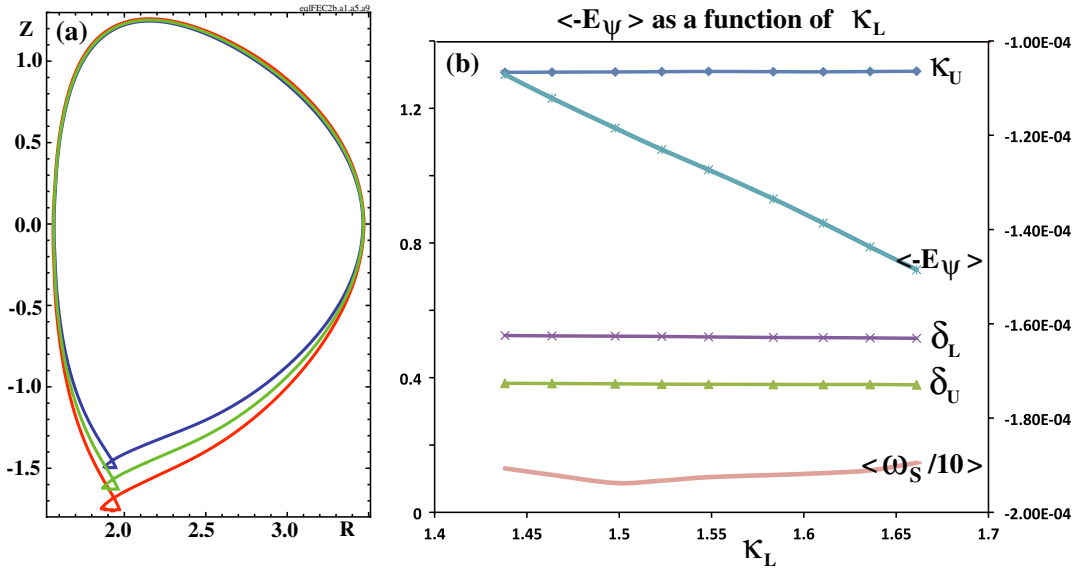 eqIFEC2b.a1.a5.a9
Z
(a)
1.0
0.5
0.0
-0.5
-1.0
-1.5
2.0
2.5
3.0
R
<-Eψ> as a function of κL
(b)
1.2
0.8
0.4
0
1.4
1.45
1.5
1.55
1.6
1.65
1.7
κL
-1.00E-04
-1.20E-04
-1.40E-04
-1.60E-04
-1.80E-04
-2.00E-04
κU
<-Eψ>
δL
δU
<ωS/10>